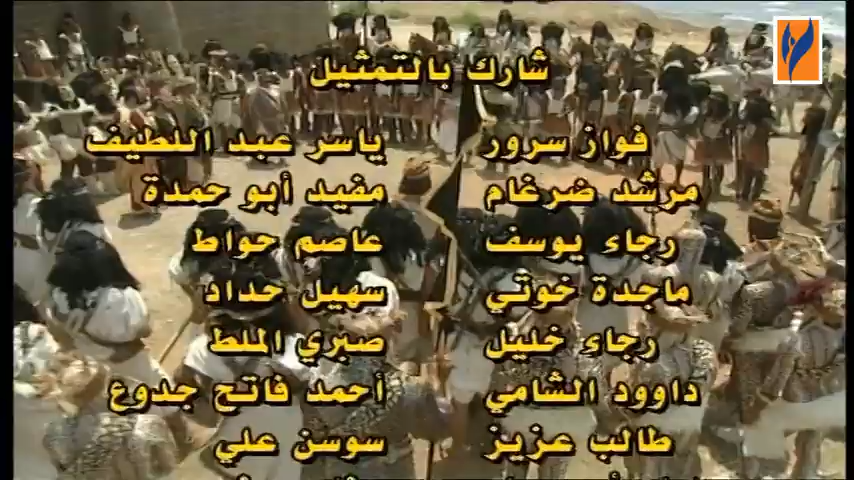 شارك بالتمثيل
فواز سرور
ياسر عبد اللطيف
مرشد ضرغام
مفيد أبو حمدة
رجاء يوسف
عاصم حواط
ماجدة خوتي
سهيل حداد
رجاء خليل
صبري الملط
داوود الشامي
أحمد فاتح جدوع
طالب عزيز
سوسن علي